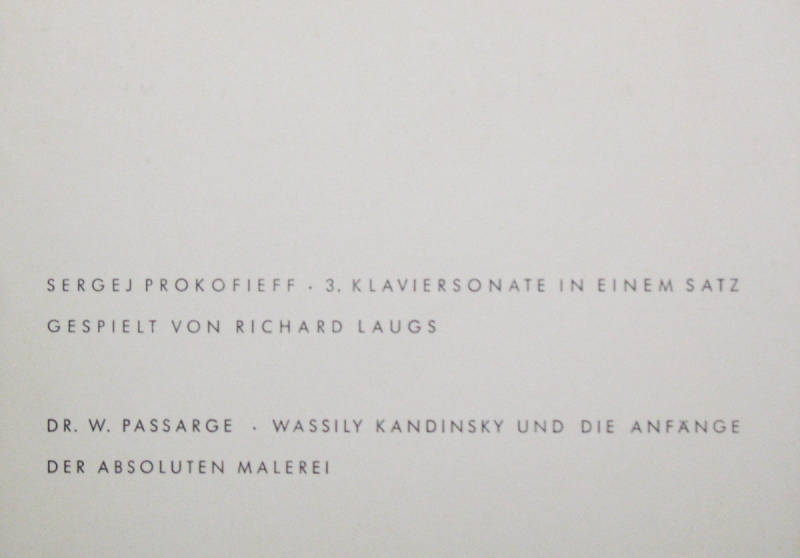 SERGEJ PROKOFIEFF · 3. KLAVIERSONATE IN EINEM SATZ
GESPIELT VON RICHARD LAUGS
DR. W. PASSARGE · WASSILY KANDINSKY UND DIE ANFÄNGE
DER ABSOLUTEN MALEREI